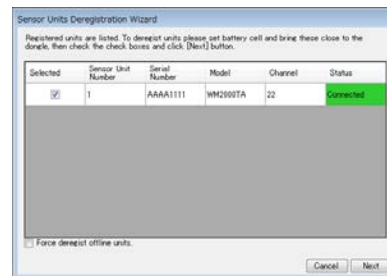 Sensor Units Deregistration Wizard
Registered units are listed. To deregist units please set battery cell and bring these close to the
dongle, then check the check boxes and click [Next] button.
Selected Sensor Unit Number Serial Number Model Channel Status
1 AAAA1111 WM2000TA 22 Connected
Force deregist offline units.
Cancel Next